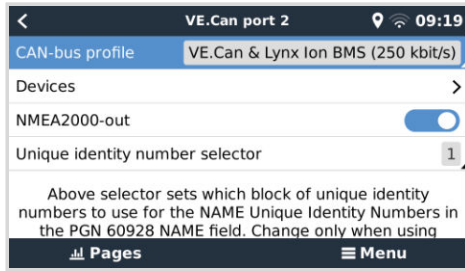 VE.Can port 2 09:19
CAN-bus profile VE.Can & Lynx Ion BMS (250 kbit/s)
Devices
NMEA2000-out
Unique identity number selector 1
Above selector sets which block of unique identity
numbers to use for the NAME Unique Identity Numbers in
the PGN 60928 NAME field. Change only when using
Pages Menu